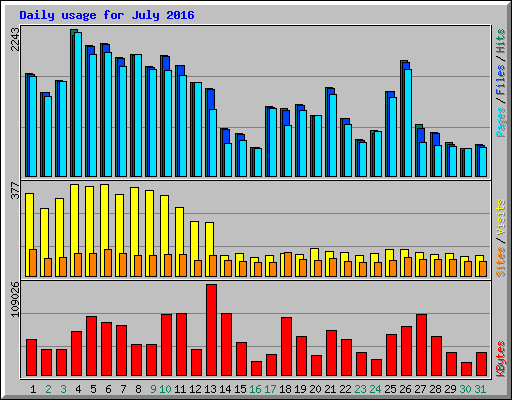 Daily usage for July 2016
2243
Pages / Files / Hits
377
Sites / Visits
109026
KBytes
1 2 3 4 5 6 7 8 9 10 11 12 13 14 15 16 17 18 19 20 21 22 23 24 25 26 27 28 29 30 31